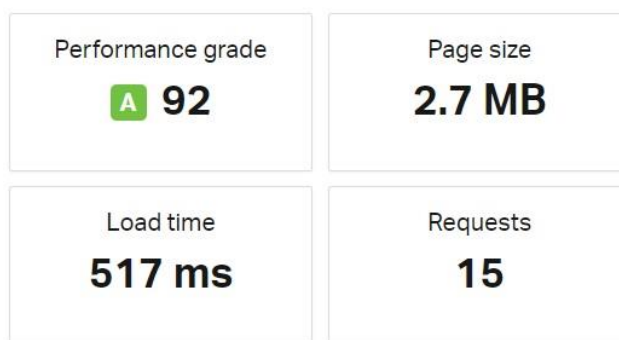 Performance grade
A 92
Page size
2.7 MB
Load time
517 ms
Requests
15